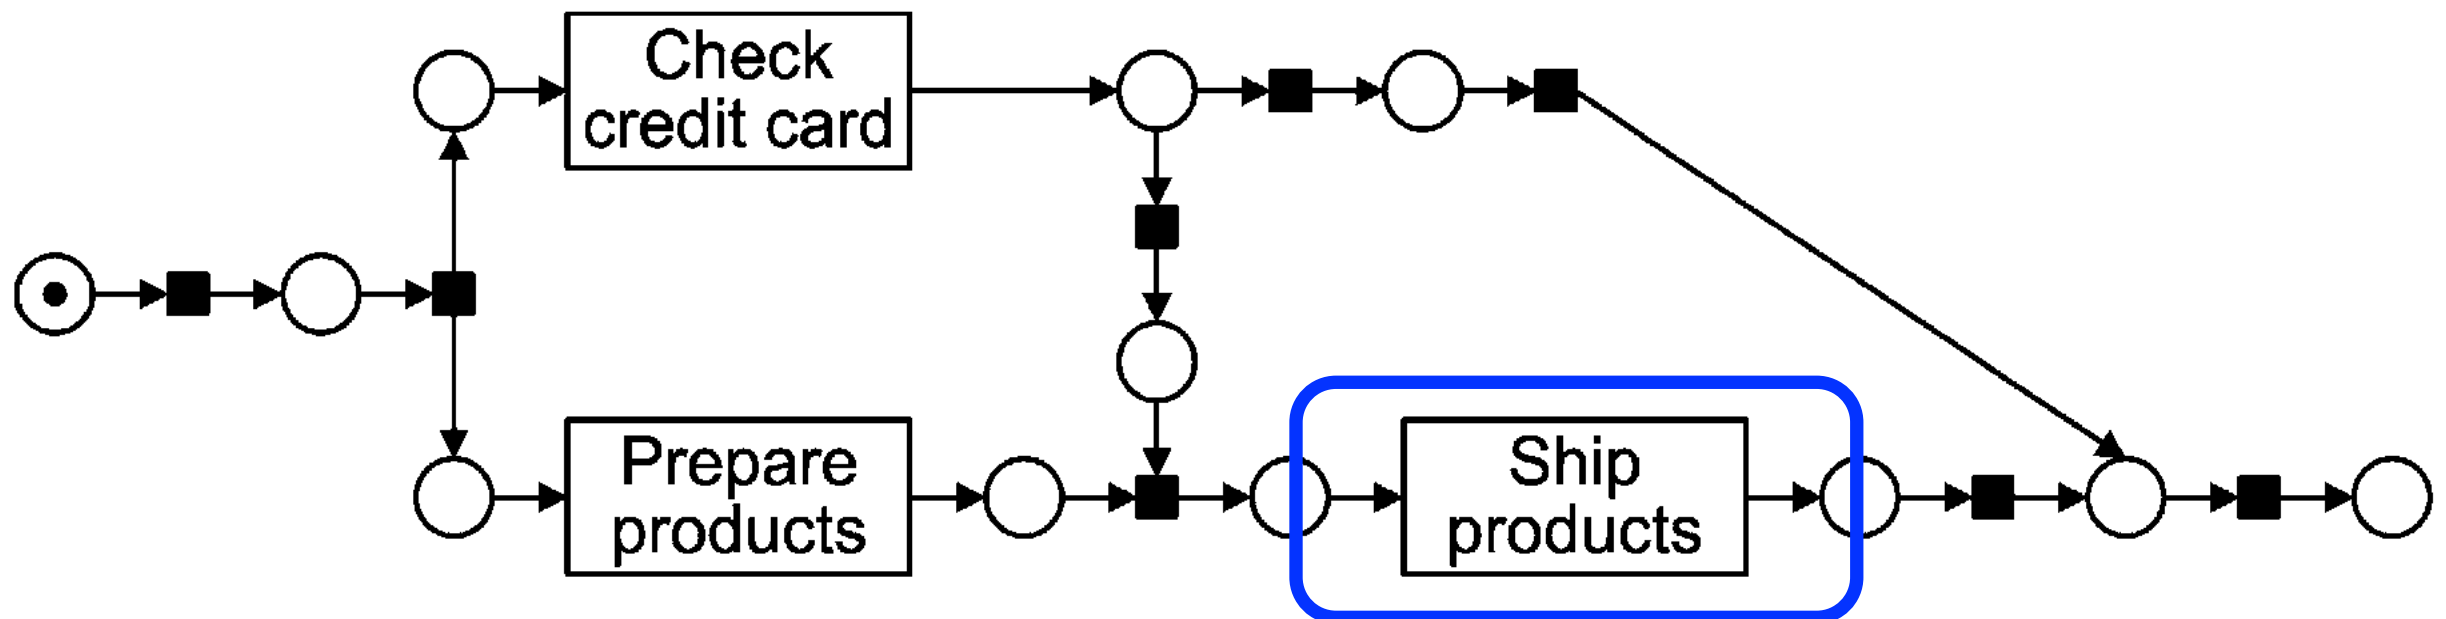 Check
credit card
Prepare
products
Ship
products